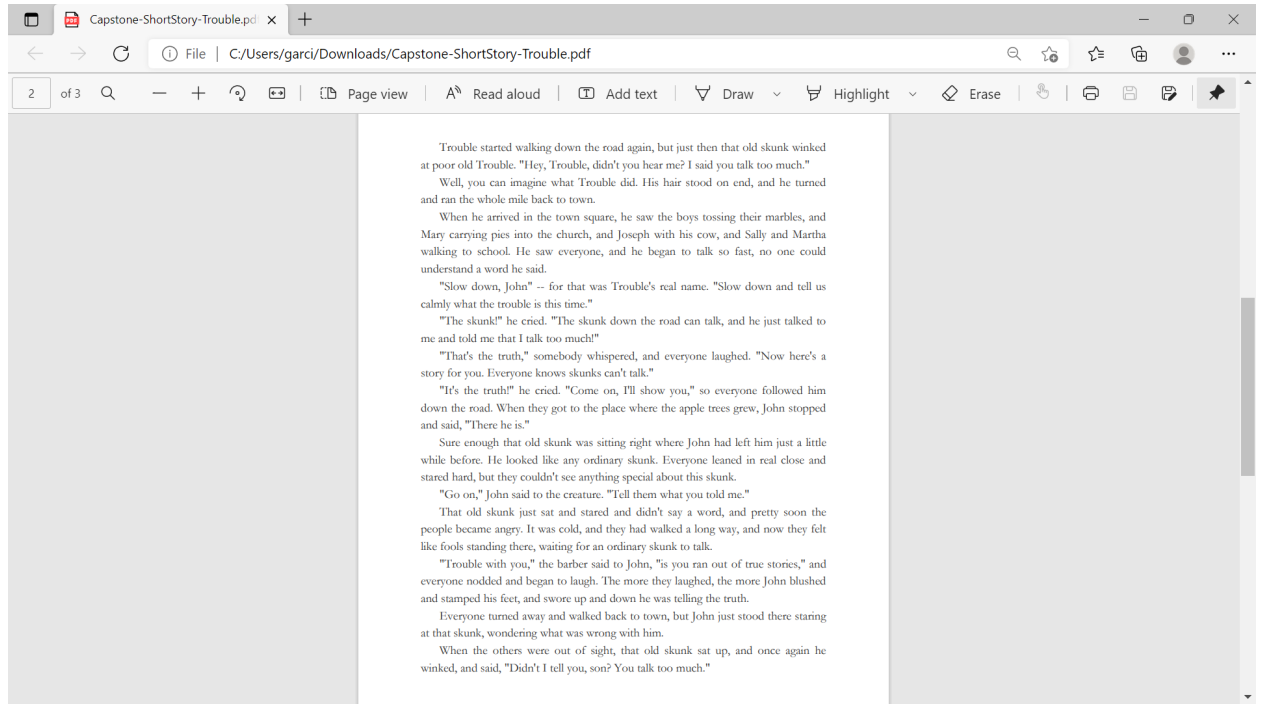 Capstone-ShortStory-Trouble.pd
File | C:/Users/garci/Downloads/Capstone-ShortStory-Trouble.pdf
2 of 3 Page view Read aloud Add text Draw Highlight Erase
Trouble started walking down the road again, but just then that old skunk winked
at poor old Trouble. "Hey, Trouble, didn't you hear me? I said you talk too much."
Well, you can imagine what Trouble did. His hair stood on end, and he turned
and ran the whole mile back to town.
When he arrived in the town square, he saw the boys tossing their marbles, and
Mary carrying pies into the church, and Joseph with his cow, and Sally and Martha
walking to school. He saw everyone, and he began to talk so fast, no one could
understand a word he said.
"Slow down, John" -- for that was Trouble's real name. "Slow down and tell us
calmly what the trouble is this time."
"The skunk!" he cried. "The skunk down the road can talk, and he just talked to
me and told me that I talk too much!"
"That's the truth," somebody whispered, and everyone laughed. "Now here's a
story for you. Everyone knows skunks can't talk."
"It's the truth!" he cried. "Come on, I'll show you," so everyone followed him
down the road. When they got to the place where the apple trees grew, John stopped
and said, "There he is."
Sure enough that old skunk was sitting right where John had left him just a little
while before. He looked like any ordinary skunk. Everyone leaned in real close and
stared hard, but they couldn't see anything special about this skunk.
"Go on," John said to the creature. "Tell them what you told me."
That old skunk just sat and stared and didn't say a word, and pretty soon the
people became angry. It was cold, and they had walked a long way, and now they felt
like fools standing there, waiting for an ordinary skunk to talk.
"Trouble with you," the barber said to John, "is you ran out of true stories," and
everyone nodded and began to laugh. The more they laughed, the more John blushed
and stamped his feet, and swore up and down he was telling the truth.
Everyone turned away and walked back to town, but John just stood there staring
at that skunk, wondering what was wrong with him.
When the others were out of sight, that old skunk sat up, and once again he
winked, and said, "Didn't I tell you, son? You talk too much."